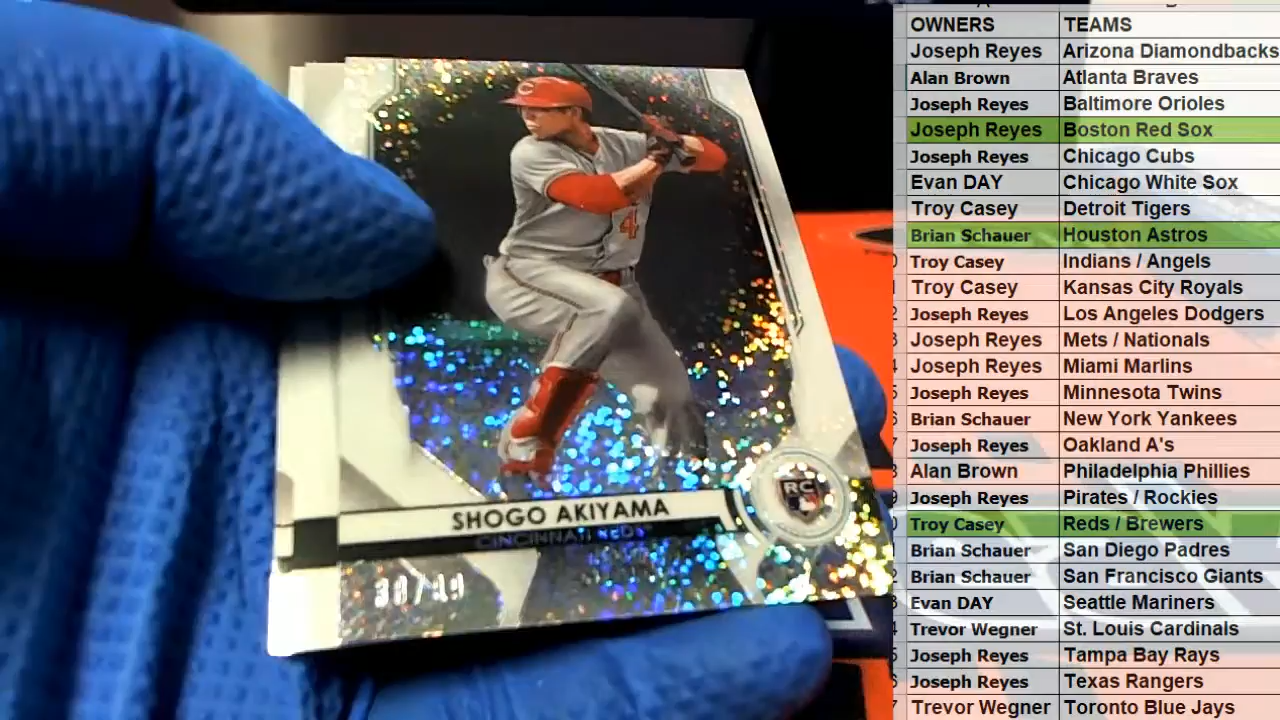 C
4
SHOGO AKIYAMA
CINCINNATI REDS
RC
OWNERS TEAMS
Joseph Reyes Arizona Diamondbacks
Alan Brown Atlanta Braves
Joseph Reyes Baltimore Orioles
Joseph Reyes Boston Red Sox
Joseph Reyes Chicago Cubs
Evan DAY Chicago White Sox
Troy Casey Detroit Tigers
Brian Schauer Houston Astros
Troy Casey Indians / Angels
Troy Casey Kansas City Royals
Joseph Reyes Los Angeles Dodgers
Joseph Reyes Mets / Nationals
Joseph Reyes Miami Marlins
Joseph Reyes Minnesota Twins
Brian Schauer New York Yankees
Joseph Reyes Oakland A's
Alan Brown Philadelphia Phillies
Joseph Reyes Pirates / Rockies
Troy Casey Reds / Brewers
Brian Schauer San Diego Padres
Brian Schauer San Francisco Giants
Evan DAY Seattle Mariners
Trevor Wegner St. Louis Cardinals
Joseph Reyes Tampa Bay Rays
Joseph Reyes Texas Rangers
Trevor Wegner Toronto Blue Jays